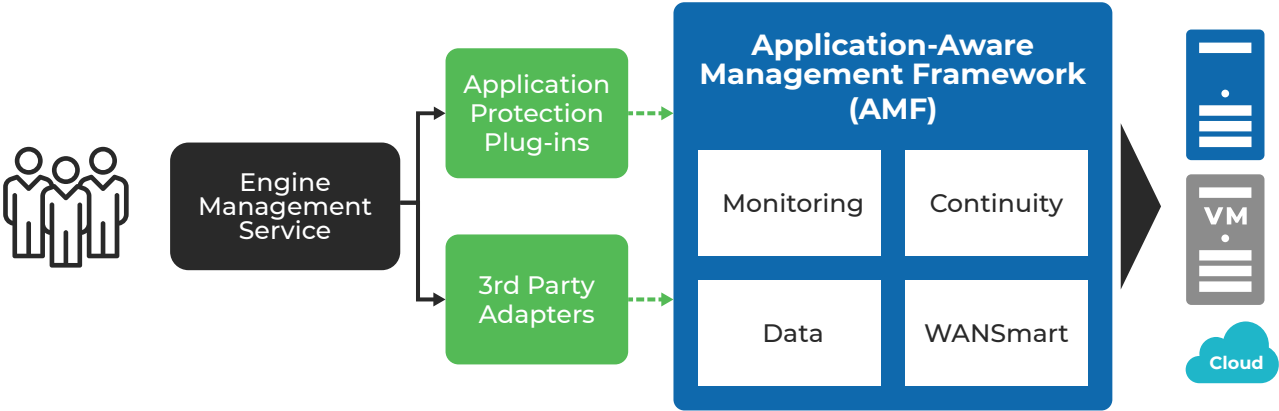 Engine
Management
Service
Application
Protection
Plug-ins
3rd Party
Adapters
Application-Aware
Management Framework
(AMF)
Monitoring
Continuity
Data
WANSmart
VM
Cloud